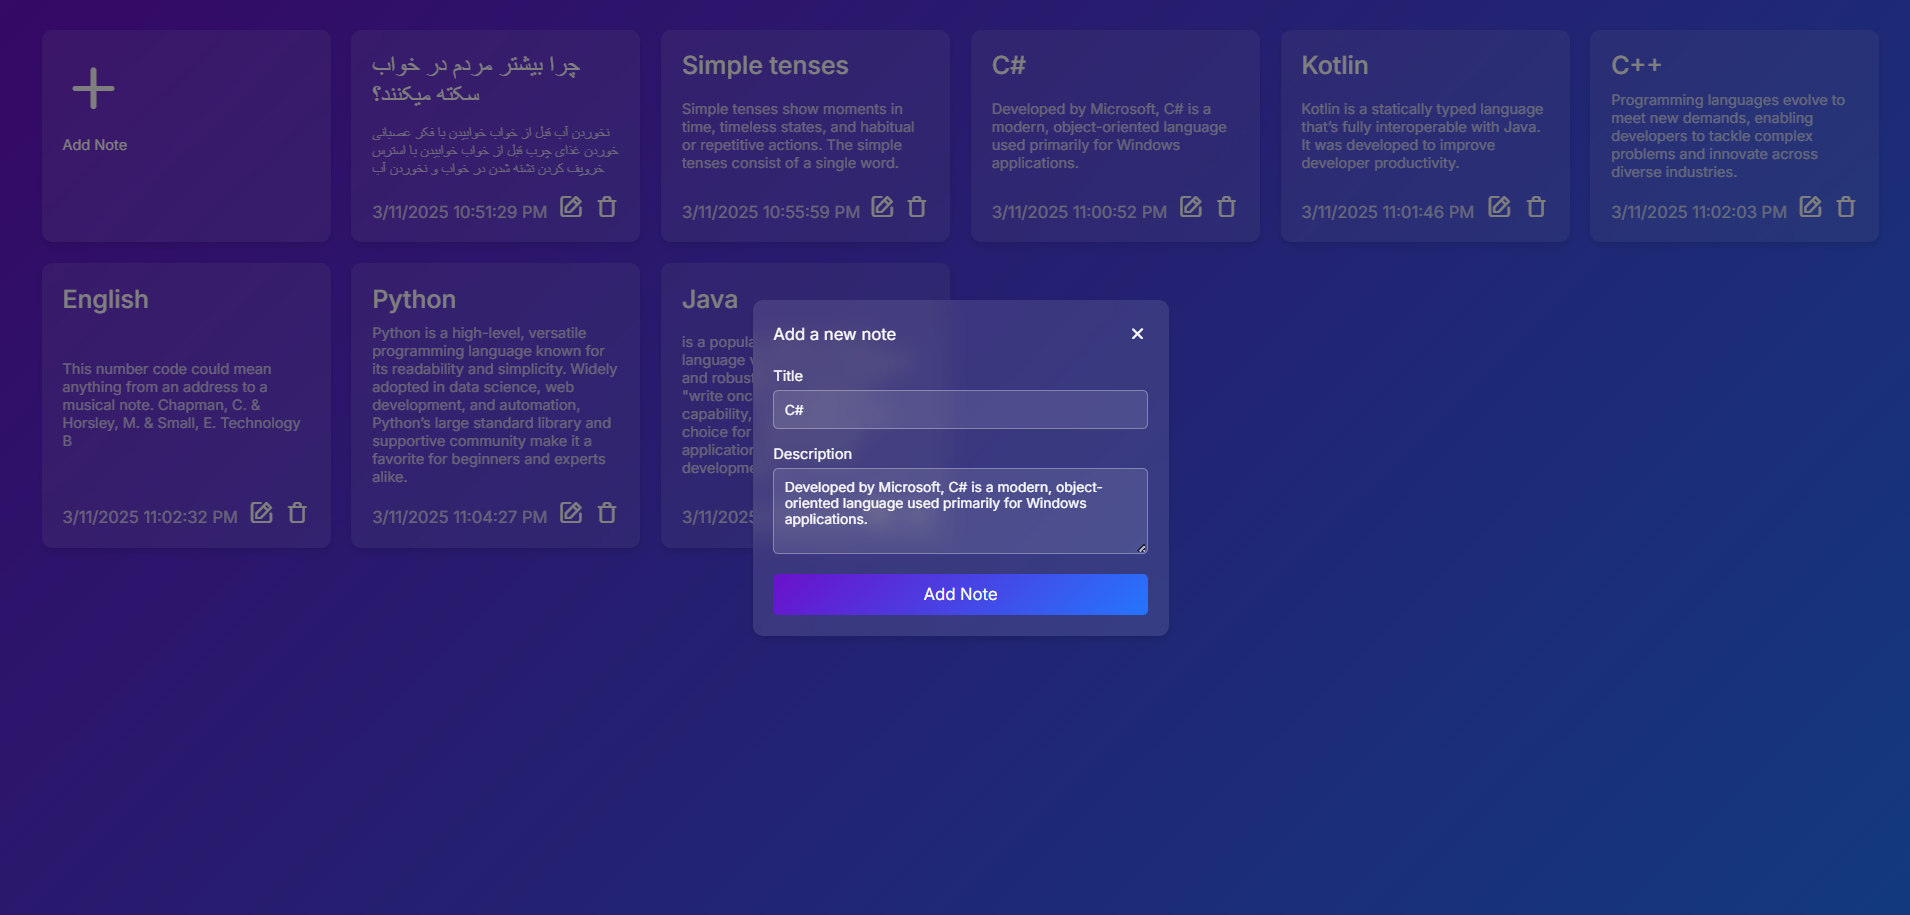 Add Note
چرا بیشتر مردم در خواب
سکته میکنند؟
نخوردن آب قبل از خواب خوابیدن با فکر عصبانی
خوردن غذای چرب قبل از خواب خوابیدن با استرس
خروپف کردن تشنه شدن در خواب و نخوردن آب
3/11/2025 10:51:29 PM
Simple tenses
Simple tenses show moments in
time, timeless states, and habitual
or repetitive actions. The simple
tenses consist of a single word.
3/11/2025 10:55:59 PM
C#
Developed by Microsoft, C# is a
modern, object-oriented language
used primarily for Windows
applications.
3/11/2025 11:00:52 PM
Kotlin
Kotlin is a statically typed language
that’s fully interoperable with Java.
It was developed to improve
developer productivity.
3/11/2025 11:01:46 PM
C++
Programming languages evolve to
meet new demands, enabling
developers to tackle complex
problems and innovate across
diverse industries.
3/11/2025 11:02:03 PM
English
This number code could mean
anything from an address to a
musical note. Chapman, C. &
Horsley, M. & Small, E. Technology
B
3/11/2025 11:02:32 PM
Python
Python is a high-level, versatile
programming language known for
its readability and simplicity. Widely
adopted in data science, web
development, and automation,
Python’s large standard library and
supportive community make it a
favorite for beginners and experts
alike.
3/11/2025 11:04:27 PM
Java
is a popula
language
and robust
"write onc
capability,
choice for
application
developme
3/11/2025
Add a new note
Title
C#
Description
Developed by Microsoft, C# is a modern, object-
oriented language used primarily for Windows
applications.
Add Note